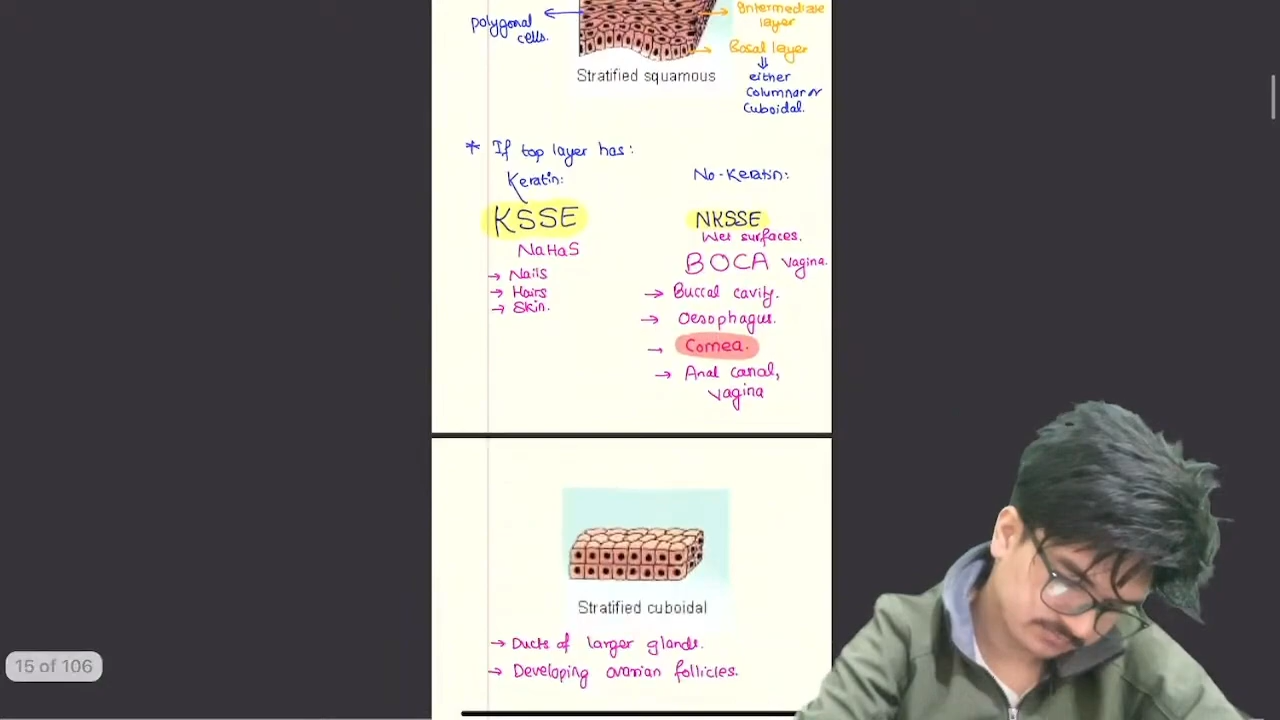 polygonal
cells.
Intermediate
layer
Basal layer
⇓
either
columnar or
cuboidal.
Stratified squamous
* If top layer has:
Keratin:
No-Keratin:
KSSE
NKSSE
Wet surfaces.
NaHaS
BOCA vagina.
→ Nails
→ Hairs
→ Skin.
→ Buccal cavity.
→ Oesophagus.
→ Cornea.
→ Anal canal,
vagina
Stratified cuboidal
→ Ducts of larger glands.
→ Developing ovarian follicles.
15 of 106